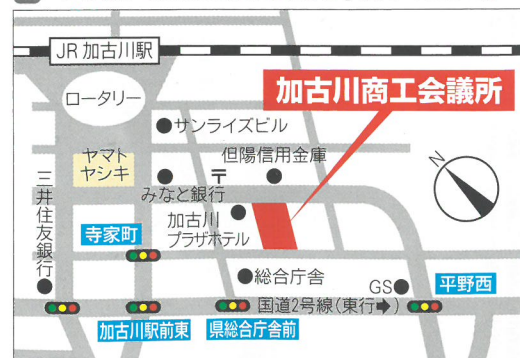 JR 加古川駅
ロータリー
加古川商工会議所
サンライズビル
ヤマト
ヤシキ
但陽信用金庫
〒
みなと銀行
N
三井住友銀行
寺家町
加古川
プラザホテル
総合庁舎
GS
平野西
国道2号線(東行➡)
加古川駅前東
県総合庁舎前